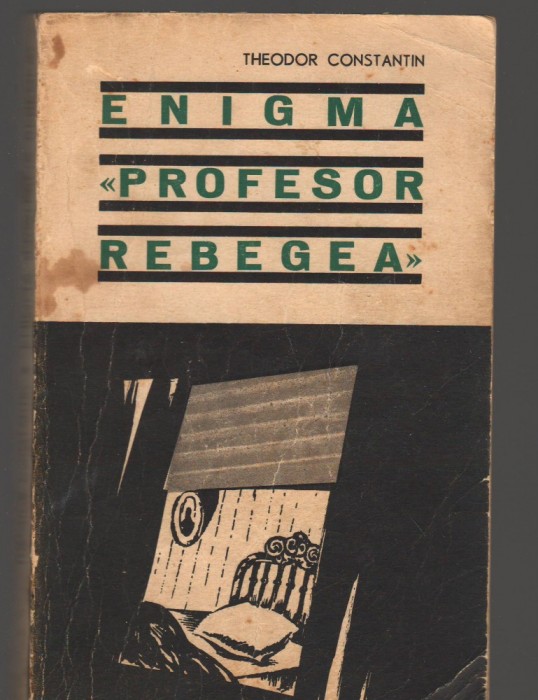 THEODOR CONSTANTIN
ENIGMA
«PROFESOR
REBEGEA»